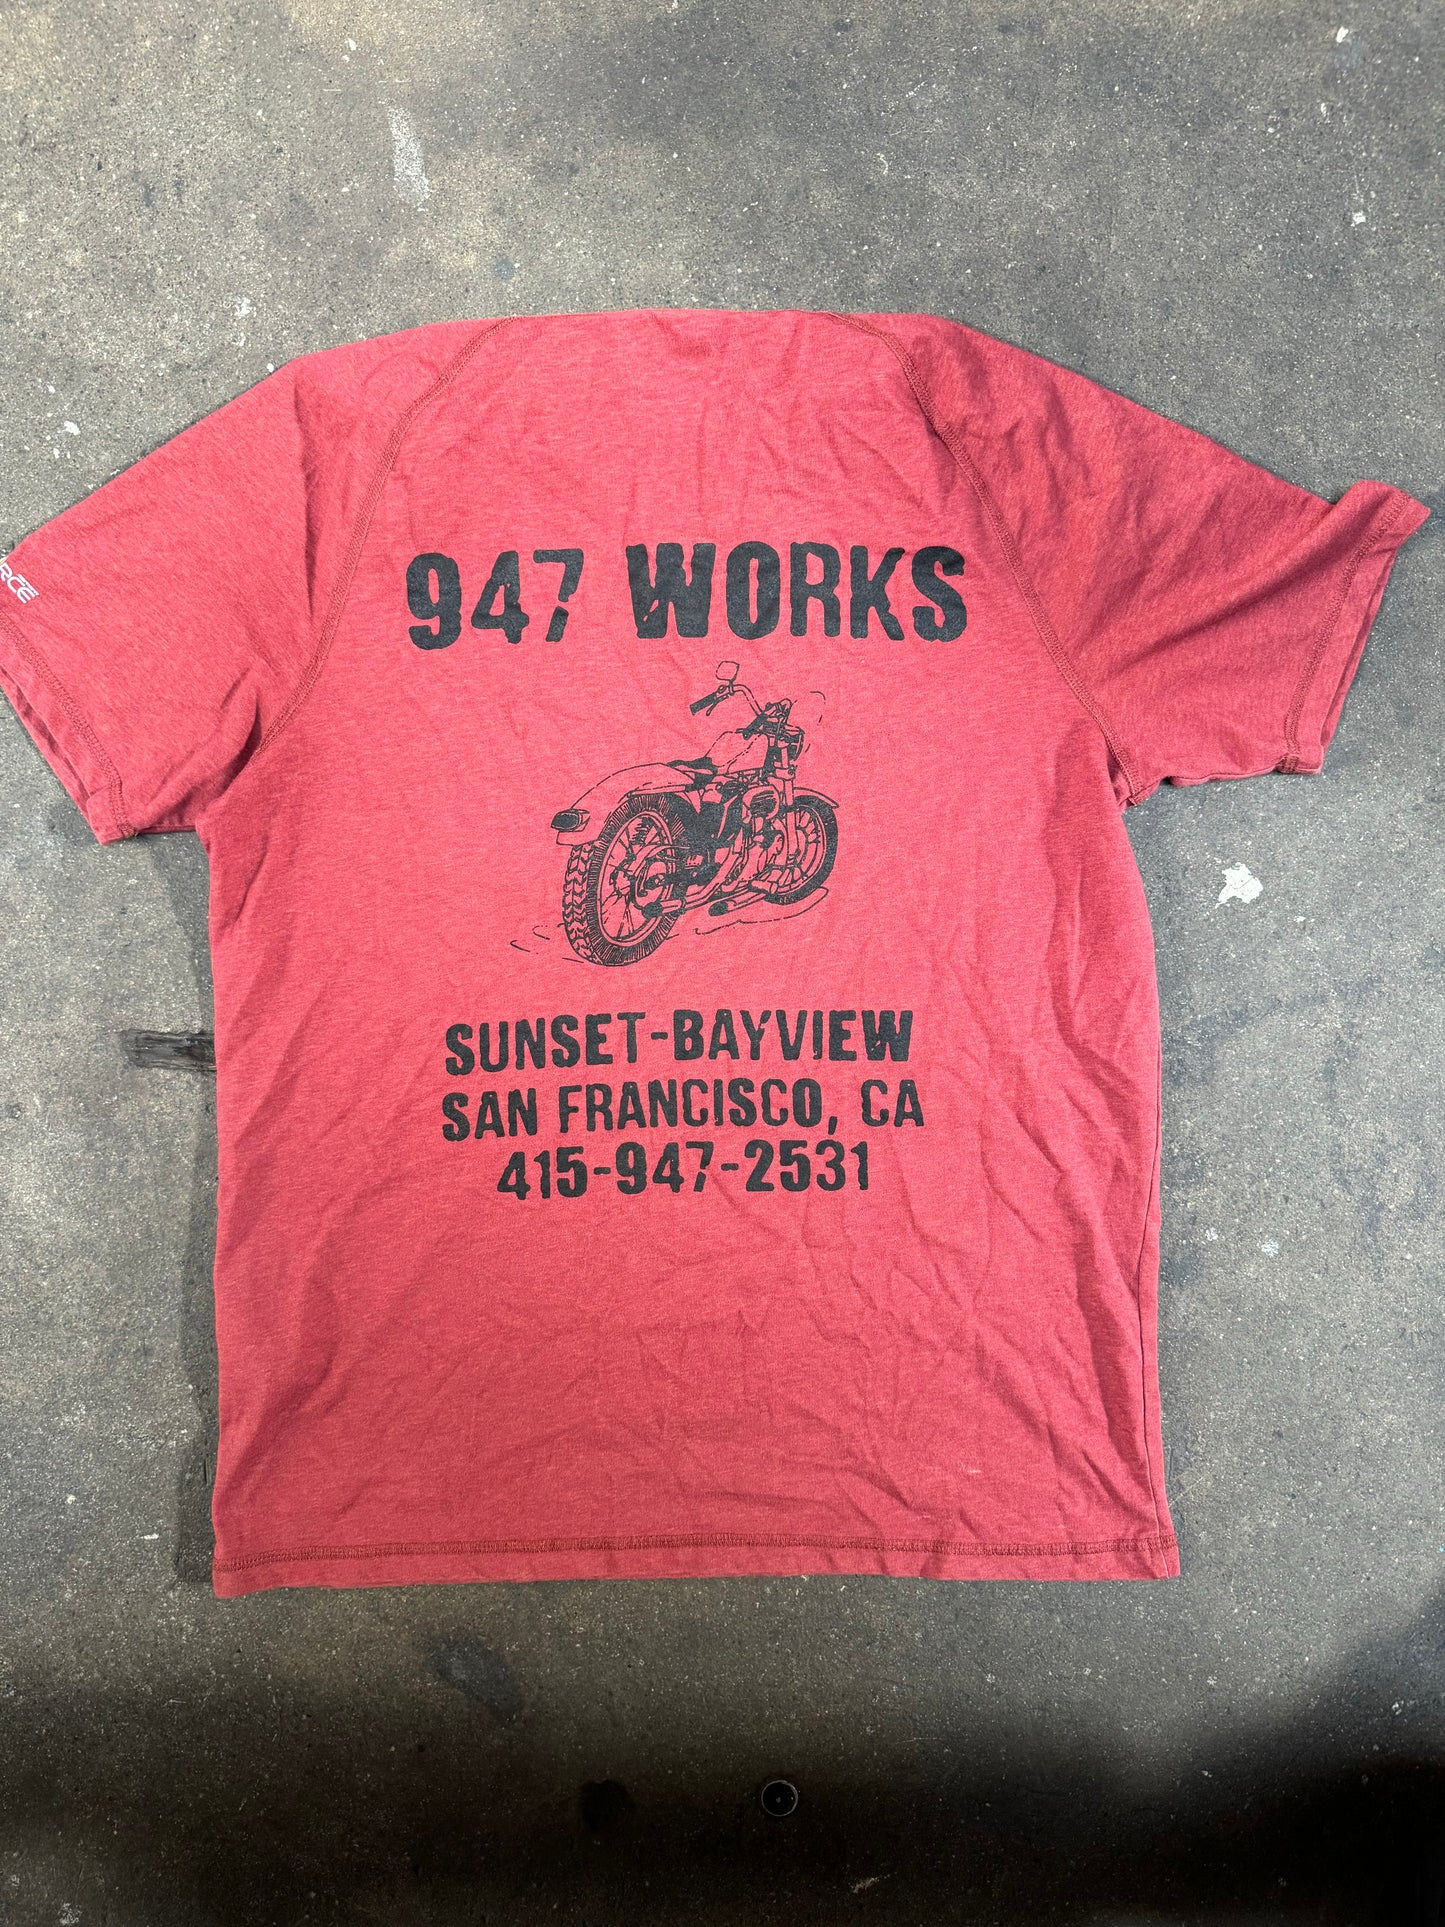 947 WORKS
SUNSET-BAYVIEW
SAN FRANCISCO, CA
415-947-2531